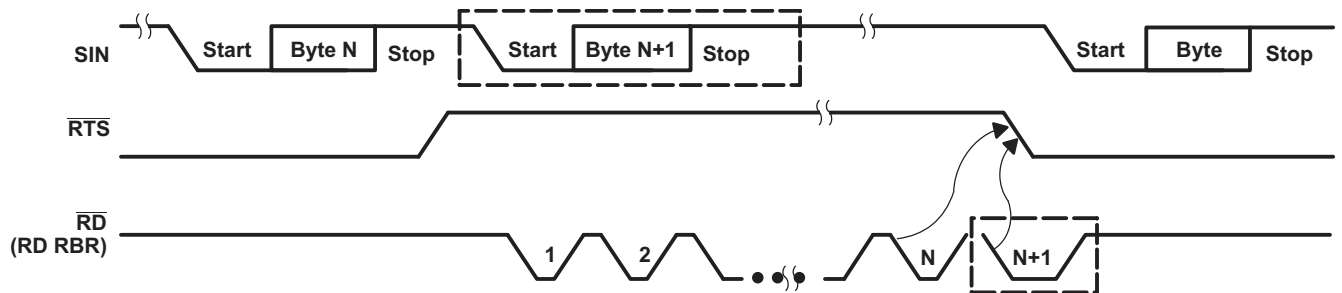 SIN
Start
Byte N
Stop
Start
Byte N+1
Stop
Start
Byte
Stop
RTS
RD
(RD RBR)
1
2
N
N+1